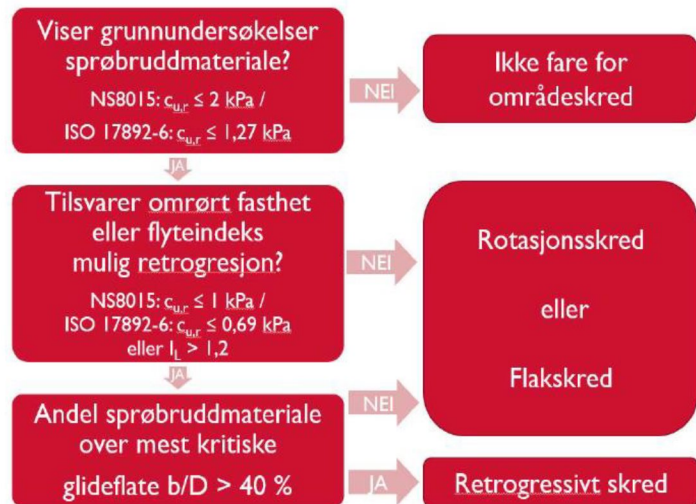 Viser grunnundersøkelser
sprøbruddmateriale?
NS8015: cu,r ≤ 2 kPa /
ISO 17892-6: cu,r ≤ 1,27 kPa
NEI
Ikke fare for
områdeskred
JA
Tilsvarer omrørt fasthet
eller flyteindeks
mulig retrogresjon?
NS8015: cu,r ≤ 1 kPa /
ISO 17892-6: cu,r ≤ 0,69 kPa
eller IL > 1,2
NEI
Rotasjonsskred
eller
Flakskred
JA
Andel sprøbruddmateriale
over mest kritiske
glideflate b/D > 40 %
NEI
JA
Retrogressivt skred